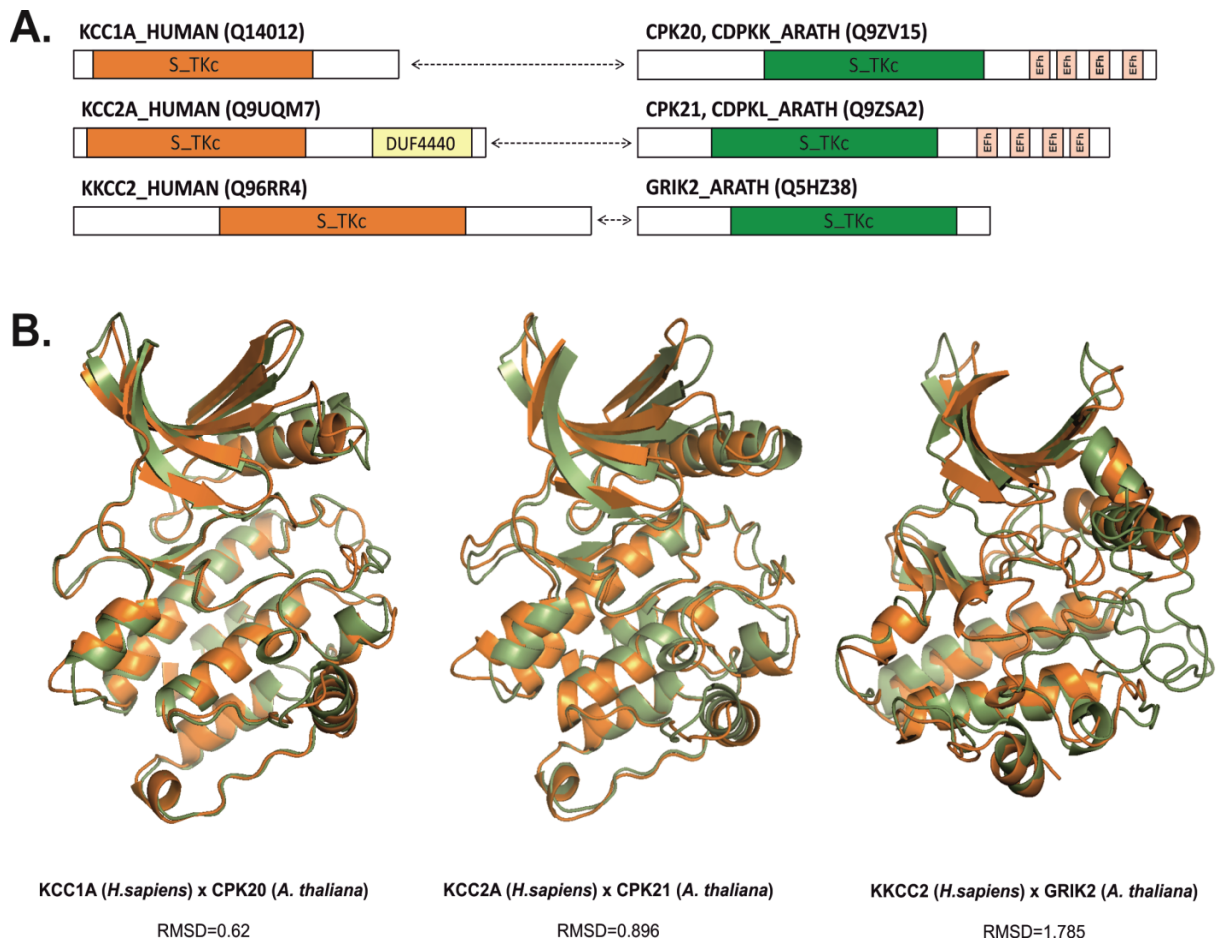 A.
KCC1A_HUMAN (Q14012)
CPK20, CDPKK_ARATH (Q9ZV15)
S_TKc
S_TKc
EFh
EFh
EFh
EFh
KCC2A_HUMAN (Q9UQM7)
CPK21, CDPKL_ARATH (Q9ZSA2)
S_TKc
DUF4440
S_TKc
EFh
EFh
EFh
EFh
KKCC2_HUMAN (Q96RR4)
GRIK2_ARATH (Q5HZ38)
S_TKc
S_TKc
B.
KCC1A (H.sapiens) x CPK20 (A. thaliana)
KCC2A (H.sapiens) x CPK21 (A. thaliana)
KKCC2 (H.sapiens) x GRIK2 (A. thaliana)
RMSD=0.62
RMSD=0.896
RMSD=1.785